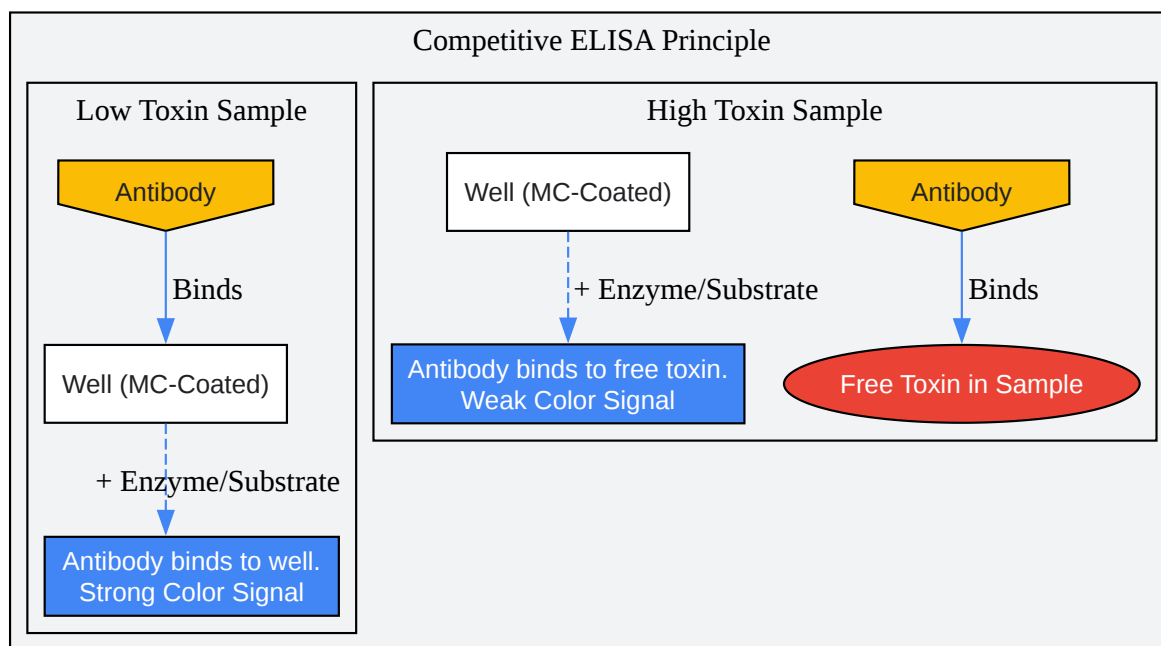 Competitive ELISA Principle
Low Toxin Sample
Antibody
Binds
Well (MC-Coated)
+ Enzyme/Substrate
Antibody binds to well.
Strong Color Signal
High Toxin Sample
Well (MC-Coated)
+ Enzyme/Substrate
Antibody binds to free toxin.
Weak Color Signal
Antibody
Binds
Free Toxin in Sample